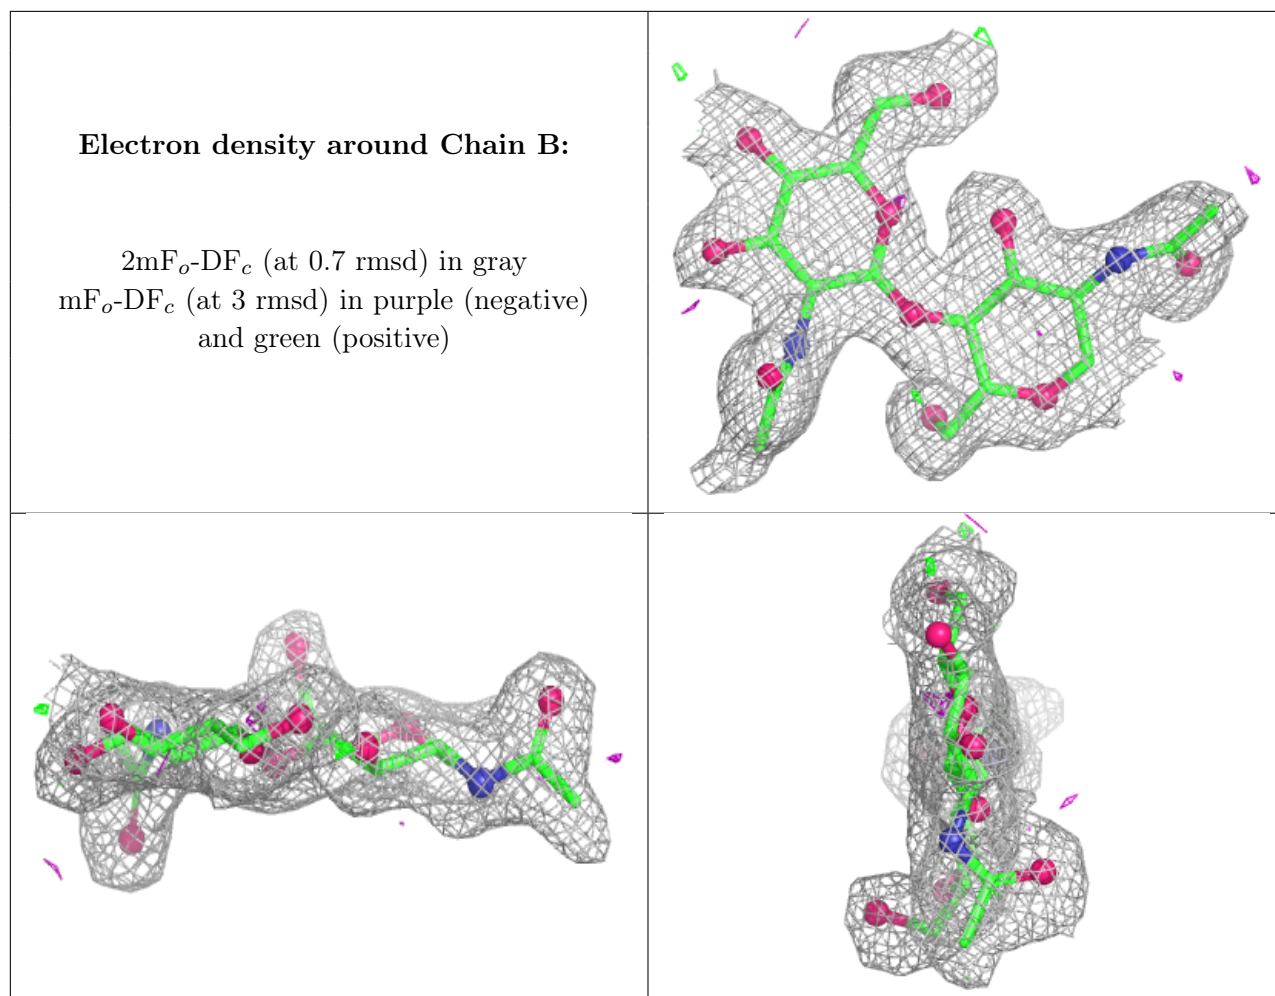 Electron density around Chain B:
2mFo-DFc (at 0.7 rmsd) in gray
mFo-DFc (at 3 rmsd) in purple (negative)
and green (positive)